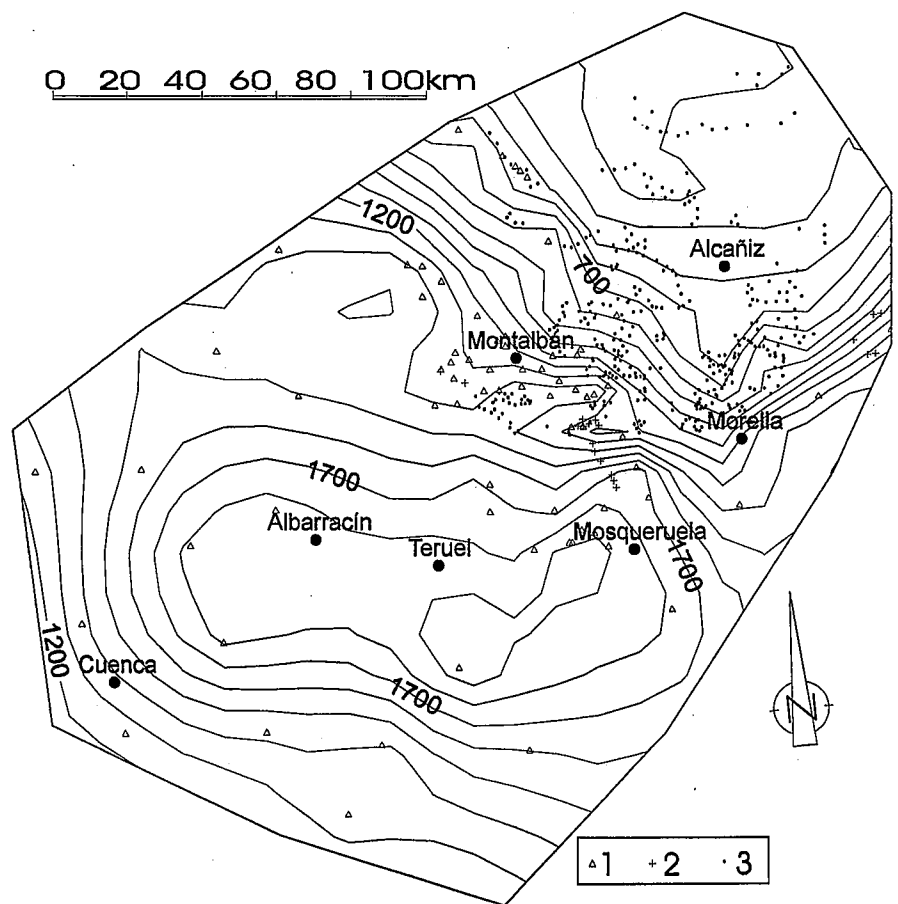 0 20 40 60 80 100km
1200
Alcañiz
700
Montalbán
Morella
1700
Albarracín
Teruel
Mosqueruela
1700
1200
Cuenca
1700
N
1 2 3